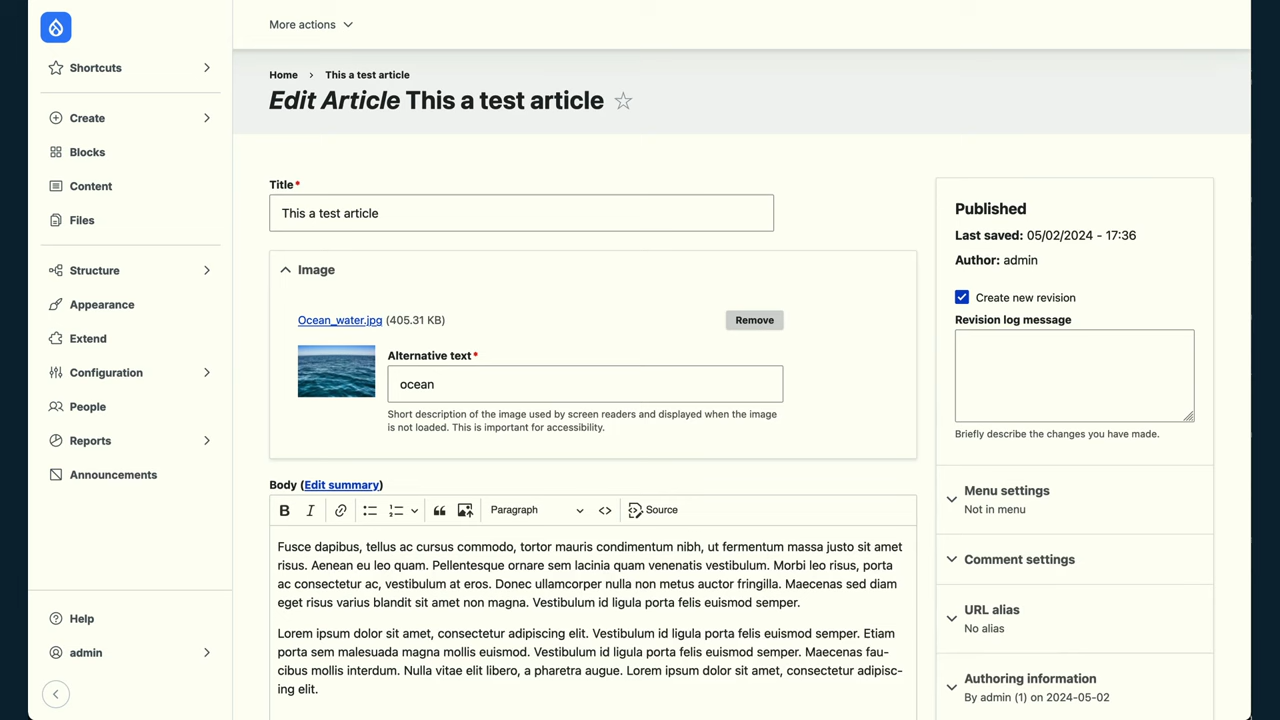 More actions
Shortcuts
Create
Blocks
Content
Files
Structure
Appearance
Extend
Configuration
People
Reports
Announcements
Help
admin
Home › This a test article
Edit Article This a test article
Title*
This a test article
Image
Ocean_water.jpg (405.31 KB)
Remove
Alternative text*
ocean
Short description of the image used by screen readers and displayed when the image
is not loaded. This is important for accessibility.
Body (Edit summary)
B I Paragraph <> Source
Fusce dapibus, tellus ac cursus commodo, tortor mauris condimentum nibh, ut fermentum massa justo sit amet
risus. Aenean eu leo quam. Pellentesque ornare sem lacinia quam venenatis vestibulum. Morbi leo risus, porta
ac consectetur ac, vestibulum at eros. Donec ullamcorper nulla non metus auctor fringilla. Maecenas sed diam
eget risus varius blandit sit amet non magna. Vestibulum id ligula porta felis euismod semper.
Lorem ipsum dolor sit amet, consectetur adipiscing elit. Vestibulum id ligula porta felis euismod semper. Etiam
porta sem malesuada magna mollis euismod. Vestibulum id ligula porta felis euismod semper. Maecenas fau-
cibus mollis interdum. Nulla vitae elit libero, a pharetra augue. Lorem ipsum dolor sit amet, consectetur adipisc-
ing elit.
Published
Last saved: 05/02/2024 - 17:36
Author: admin
Create new revision
Revision log message
Briefly describe the changes you have made.
Menu settings
Not in menu
Comment settings
URL alias
No alias
Authoring information
By admin (1) on 2024-05-02